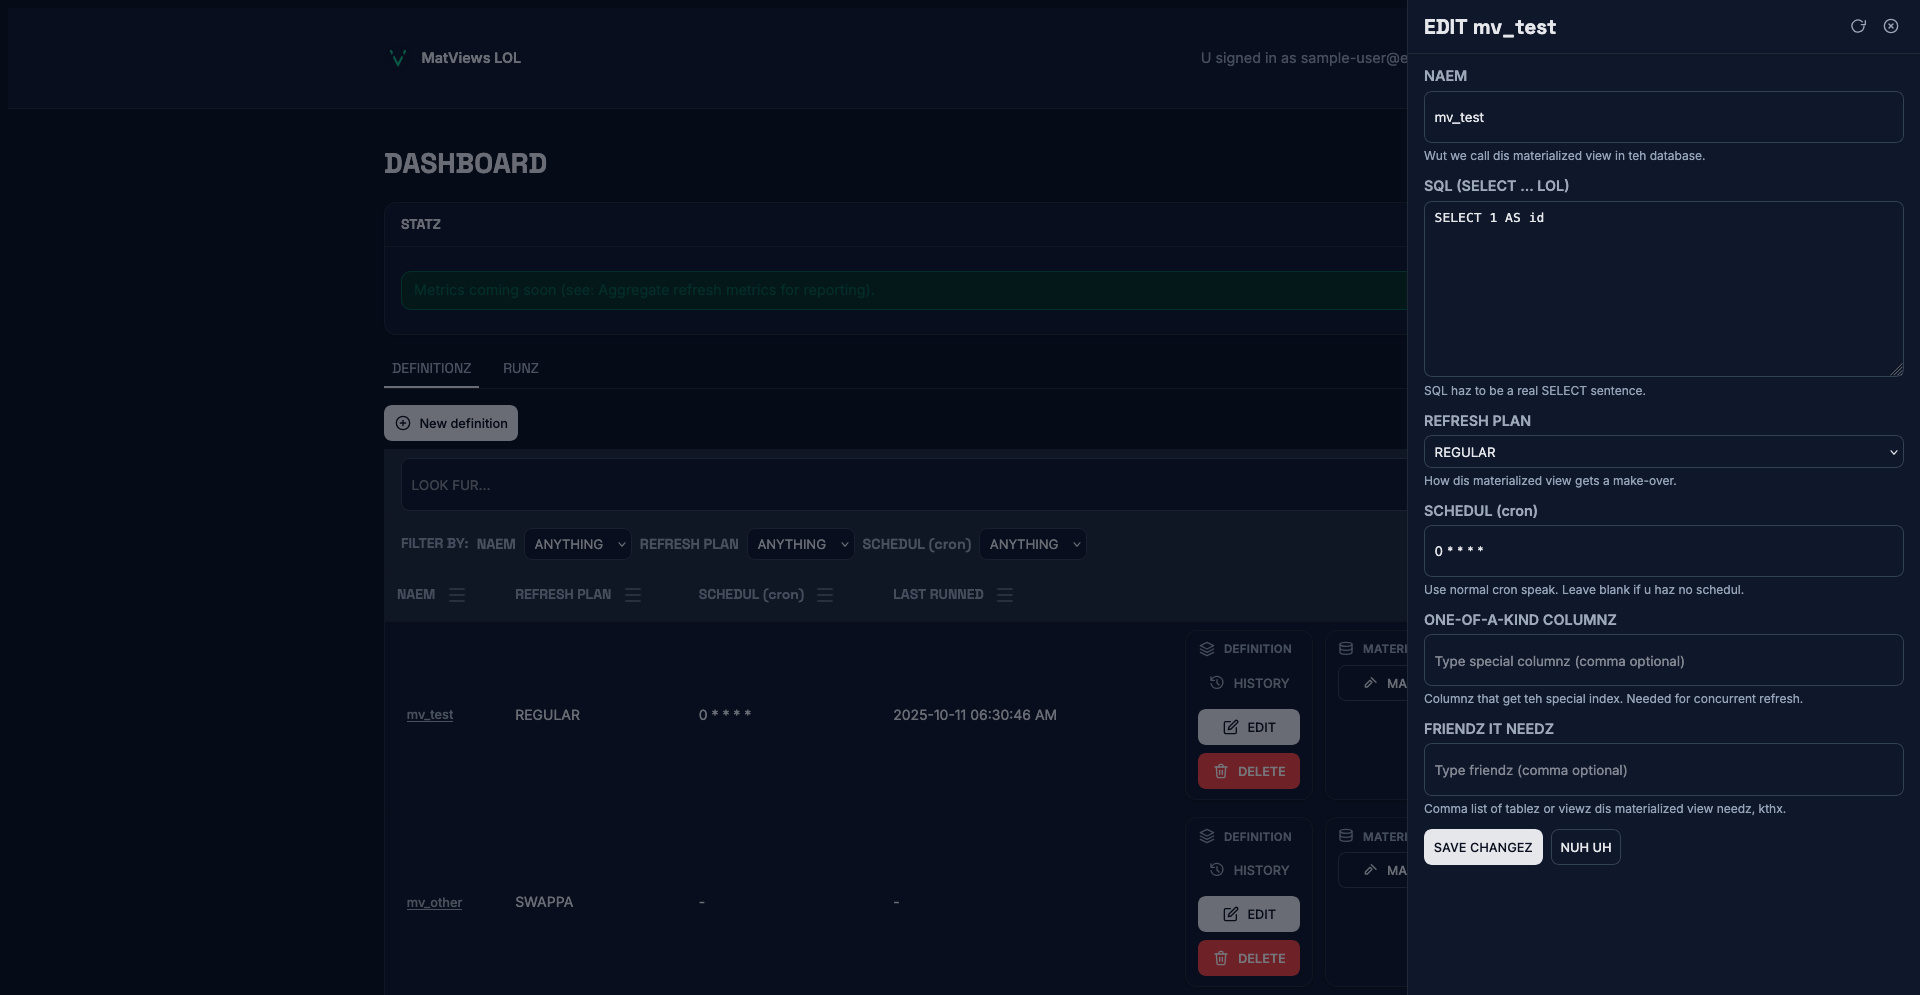 MatViews LOL
U signed in as sample-user@e
DASHBOARD
STATZ
Metrics coming soon (see: Aggregate refresh metrics for reporting).
DEFINITIONZ RUNZ
New definition
LOOK FUR...
FILTER BY: NAEM ANYTHING REFRESH PLAN ANYTHING SCHEDUL (cron) ANYTHING
NAEM REFRESH PLAN SCHEDUL (cron) LAST RUNNED
DEFINITION MATERI
HISTORY MA
mv_test REGULAR 0 * * * * 2025-10-11 06:30:46 AM
EDIT
DELETE
DEFINITION MATERI
HISTORY MA
mv_other SWAPPA - -
EDIT
DELETE
EDIT mv_test
NAEM
mv_test
Wut we call dis materialized view in teh database.
SQL (SELECT ... LOL)
SELECT 1 AS id
SQL haz to be a real SELECT sentence.
REFRESH PLAN
REGULAR
How dis materialized view gets a make-over.
SCHEDUL (cron)
0 * * * *
Use normal cron speak. Leave blank if u haz no schedul.
ONE-OF-A-KIND COLUMNZ
Type special columnz (comma optional)
Columnz that get teh special index. Needed for concurrent refresh.
FRIENDZ IT NEEDZ
Type friendz (comma optional)
Comma list of tablez or viewz dis materialized view needz, kthx.
SAVE CHANGEZ NUH UH